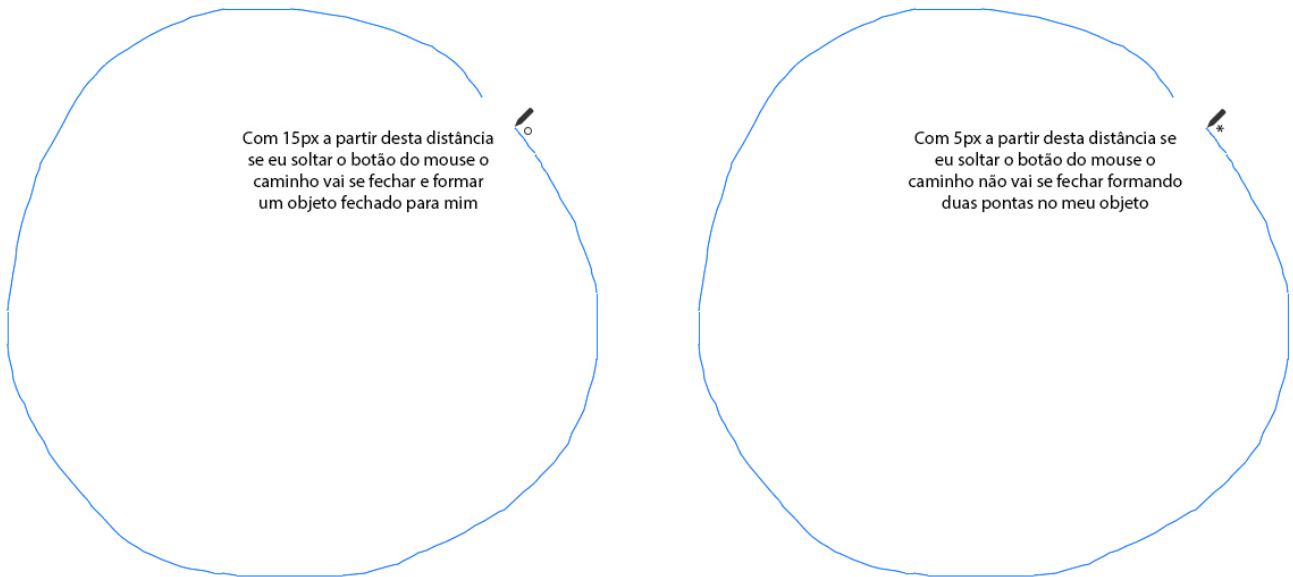 Com 15px a partir desta distância
se eu soltar o botão do mouse o
caminho vai se fechar e formar
um objeto fechado para mim
Com 5px a partir desta distância se
eu soltar o botão do mouse o
caminho não vai se fechar formando
duas pontas no meu objeto